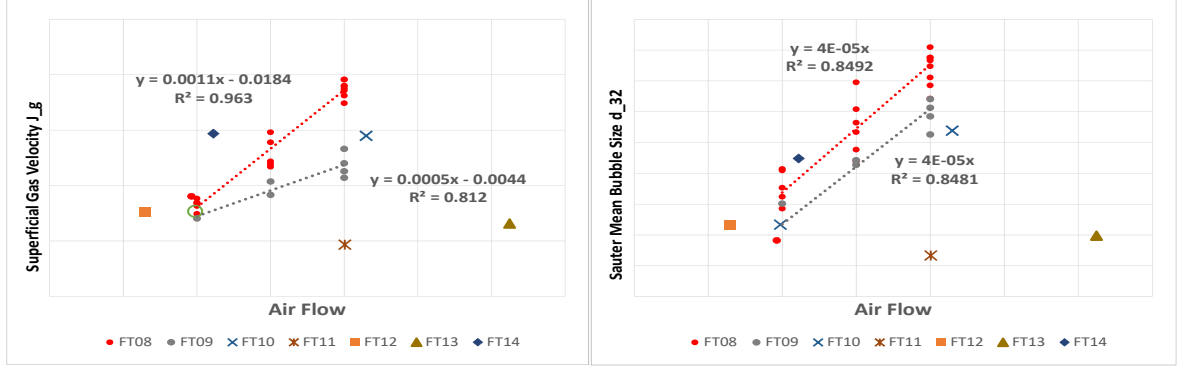 Superficial Gas Velocity J_g
y = 0.0011x - 0.0184
R² = 0.963
y = 0.0005x - 0.0044
R² = 0.812
Air Flow
FT08 FT09 FT10 FT11 FT12 FT13 FT14
Sauter Mean Bubble Size d_32
y = 4E-05x
R² = 0.8492
y = 4E-05x
R² = 0.8481
Air Flow
FT08 FT09 FT10 FT11 FT12 FT13 FT14